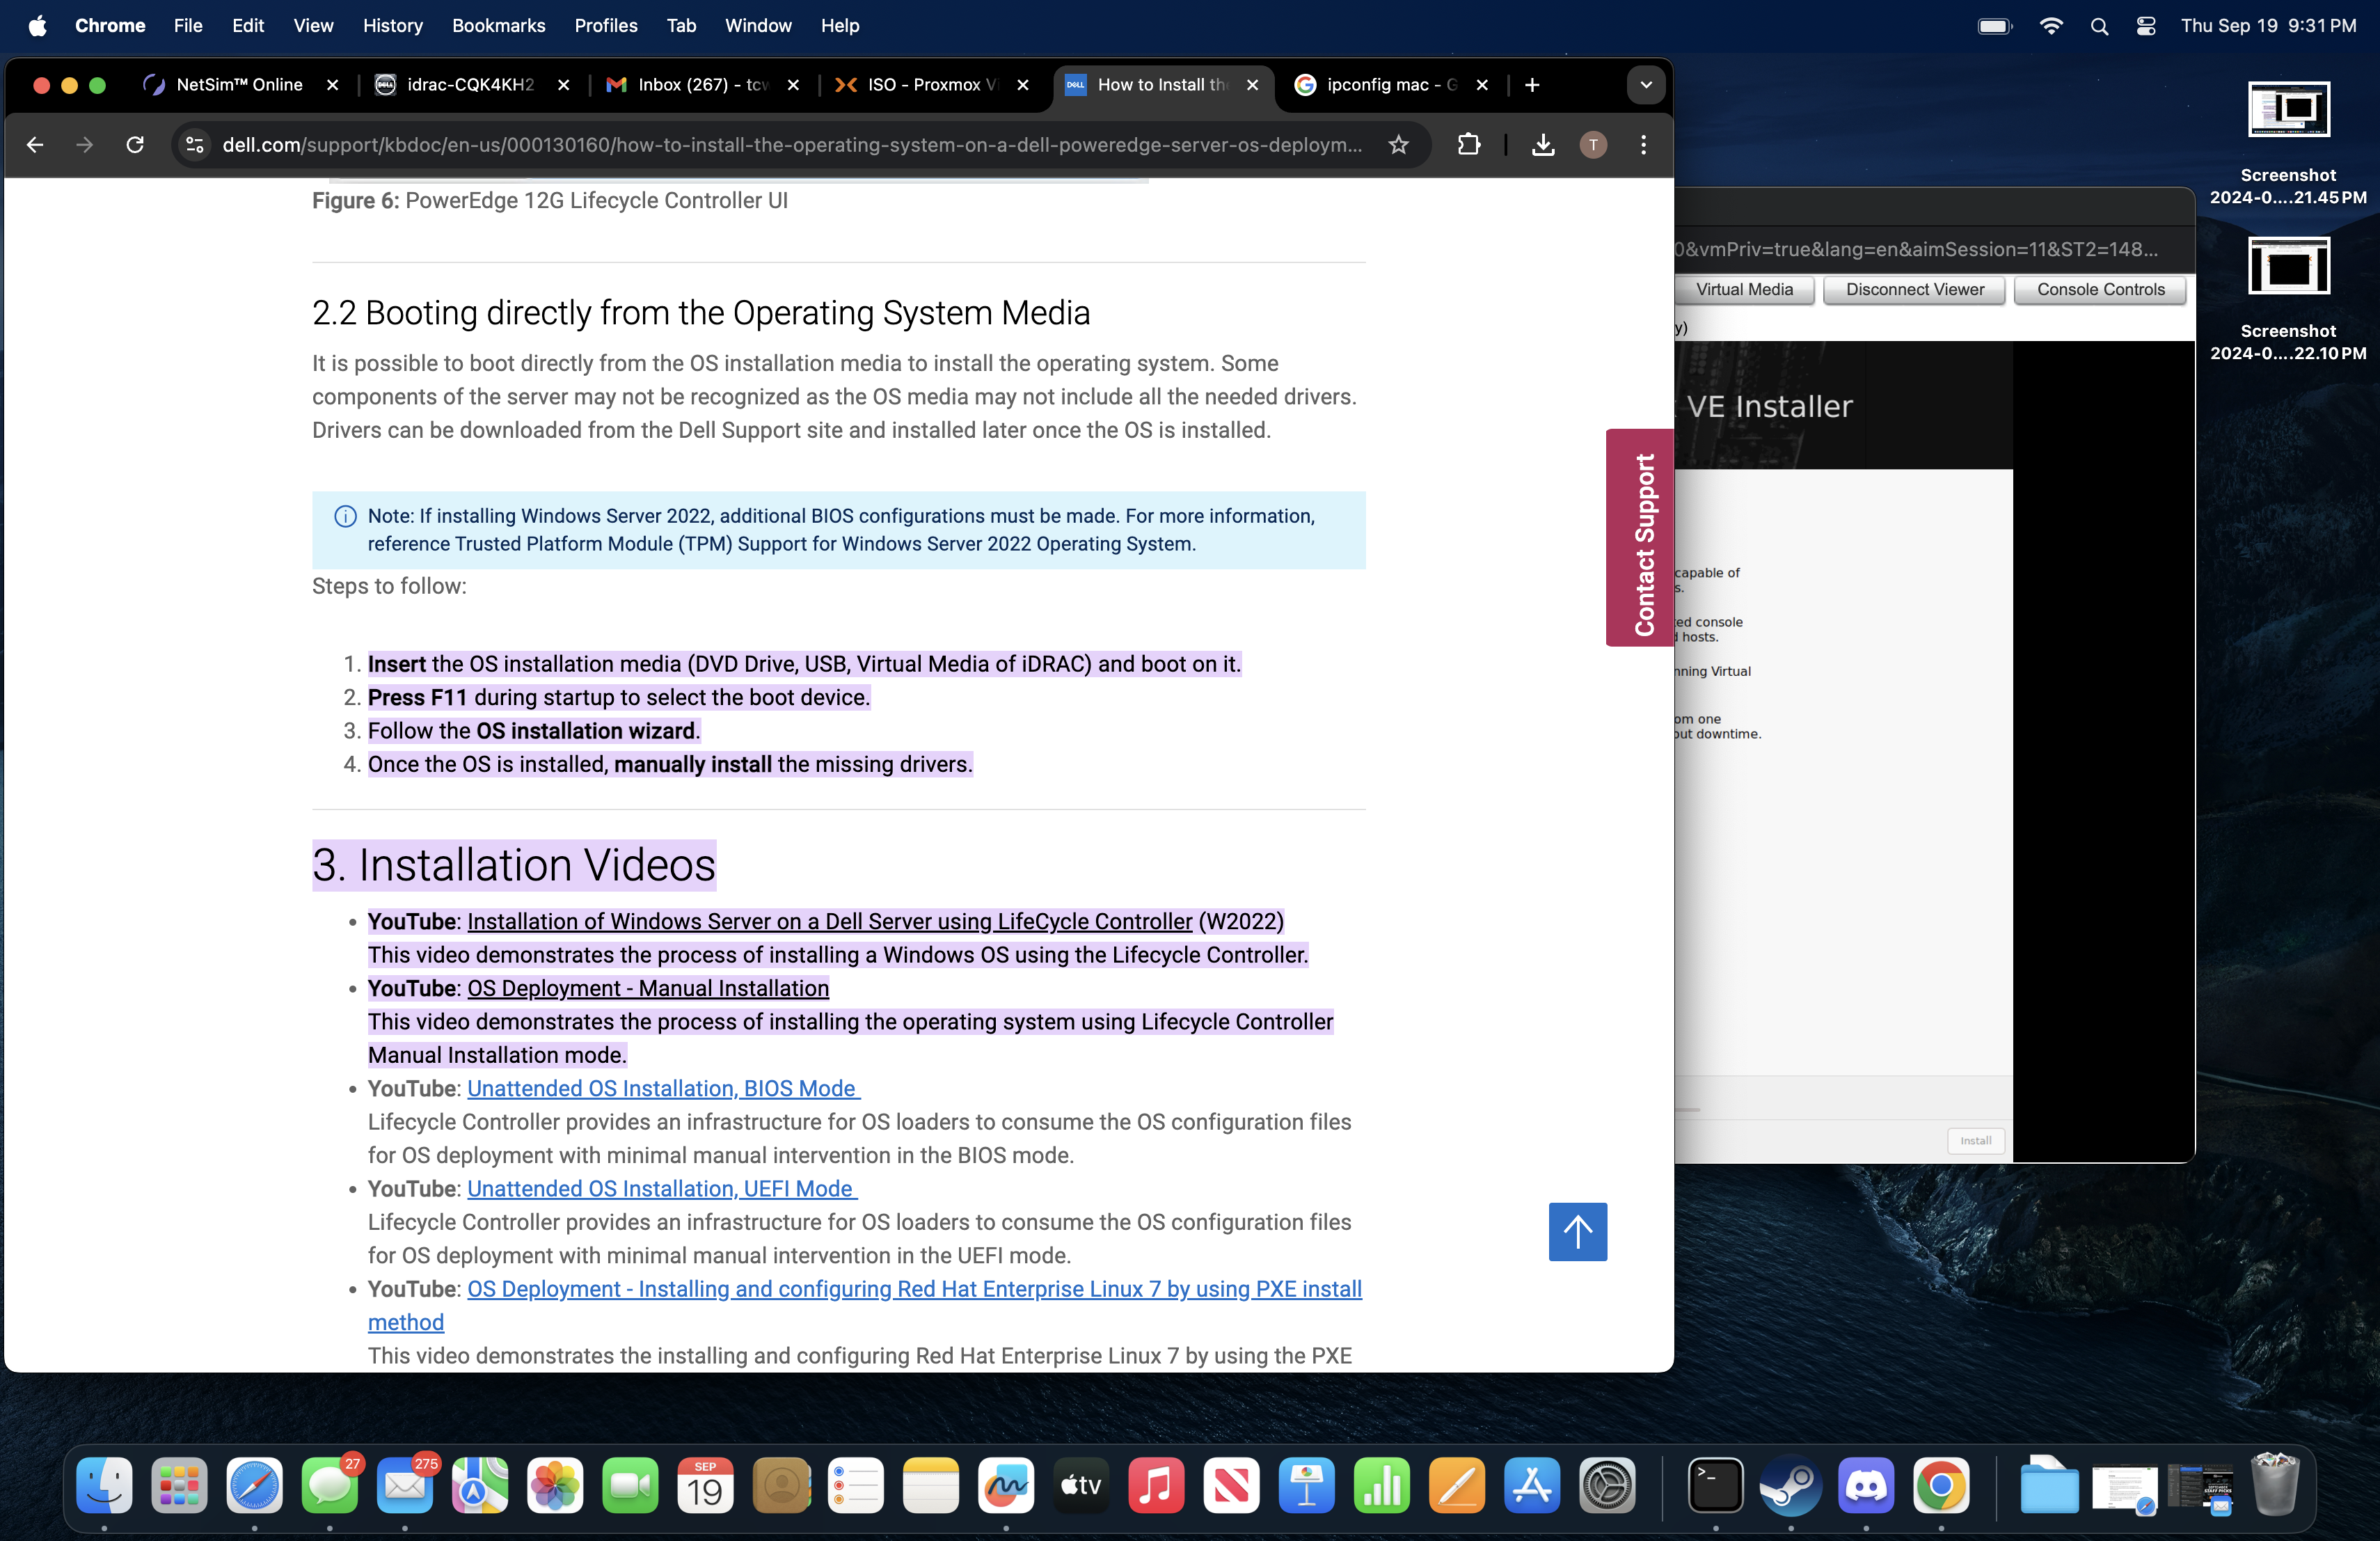 Chrome File Edit View History Bookmarks Profiles Tab Window Help
Thu Sep 19 9:31 PM
NetSim™ Online
idrac-CQK4KH2
Inbox (267) - tcw
ISO - Proxmox Vi
How to Install the
ipconfig mac - G
dell.com/support/kbdoc/en-us/000130160/how-to-install-the-operating-system-on-a-dell-poweredge-server-os-deploym...
T
Figure 6: PowerEdge 12G Lifecycle Controller UI
2.2 Booting directly from the Operating System Media
It is possible to boot directly from the OS installation media to install the operating system. Some
components of the server may not be recognized as the OS media may not include all the needed drivers.
Drivers can be downloaded from the Dell Support site and installed later once the OS is installed.
Note: If installing Windows Server 2022, additional BIOS configurations must be made. For more information,
reference Trusted Platform Module (TPM) Support for Windows Server 2022 Operating System.
Steps to follow:
1. Insert the OS installation media (DVD Drive, USB, Virtual Media of iDRAC) and boot on it.
2. Press F11 during startup to select the boot device.
3. Follow the OS installation wizard.
4. Once the OS is installed, manually install the missing drivers.
3. Installation Videos
• YouTube: Installation of Windows Server on a Dell Server using LifeCycle Controller (W2022)
This video demonstrates the process of installing a Windows OS using the Lifecycle Controller.
• YouTube: OS Deployment - Manual Installation
This video demonstrates the process of installing the operating system using Lifecycle Controller
Manual Installation mode.
• YouTube: Unattended OS Installation, BIOS Mode
Lifecycle Controller provides an infrastructure for OS loaders to consume the OS configuration files
for OS deployment with minimal manual intervention in the BIOS mode.
• YouTube: Unattended OS Installation, UEFI Mode
Lifecycle Controller provides an infrastructure for OS loaders to consume the OS configuration files
for OS deployment with minimal manual intervention in the UEFI mode.
• YouTube: OS Deployment - Installing and configuring Red Hat Enterprise Linux 7 by using PXE install
method
This video demonstrates the installing and configuring Red Hat Enterprise Linux 7 by using the PXE
Contact Support
0&vmPriv=true&lang=en&aimSession=11&ST2=148...
Virtual Media
Disconnect Viewer
Console Controls
y)
VE Installer
capable of
s.
ted console
d hosts.
nning Virtual
om one
out downtime.
Install
Screenshot
2024-0....21.45 PM
Screenshot
2024-0....22.10 PM
27
275
SEP
19
tv